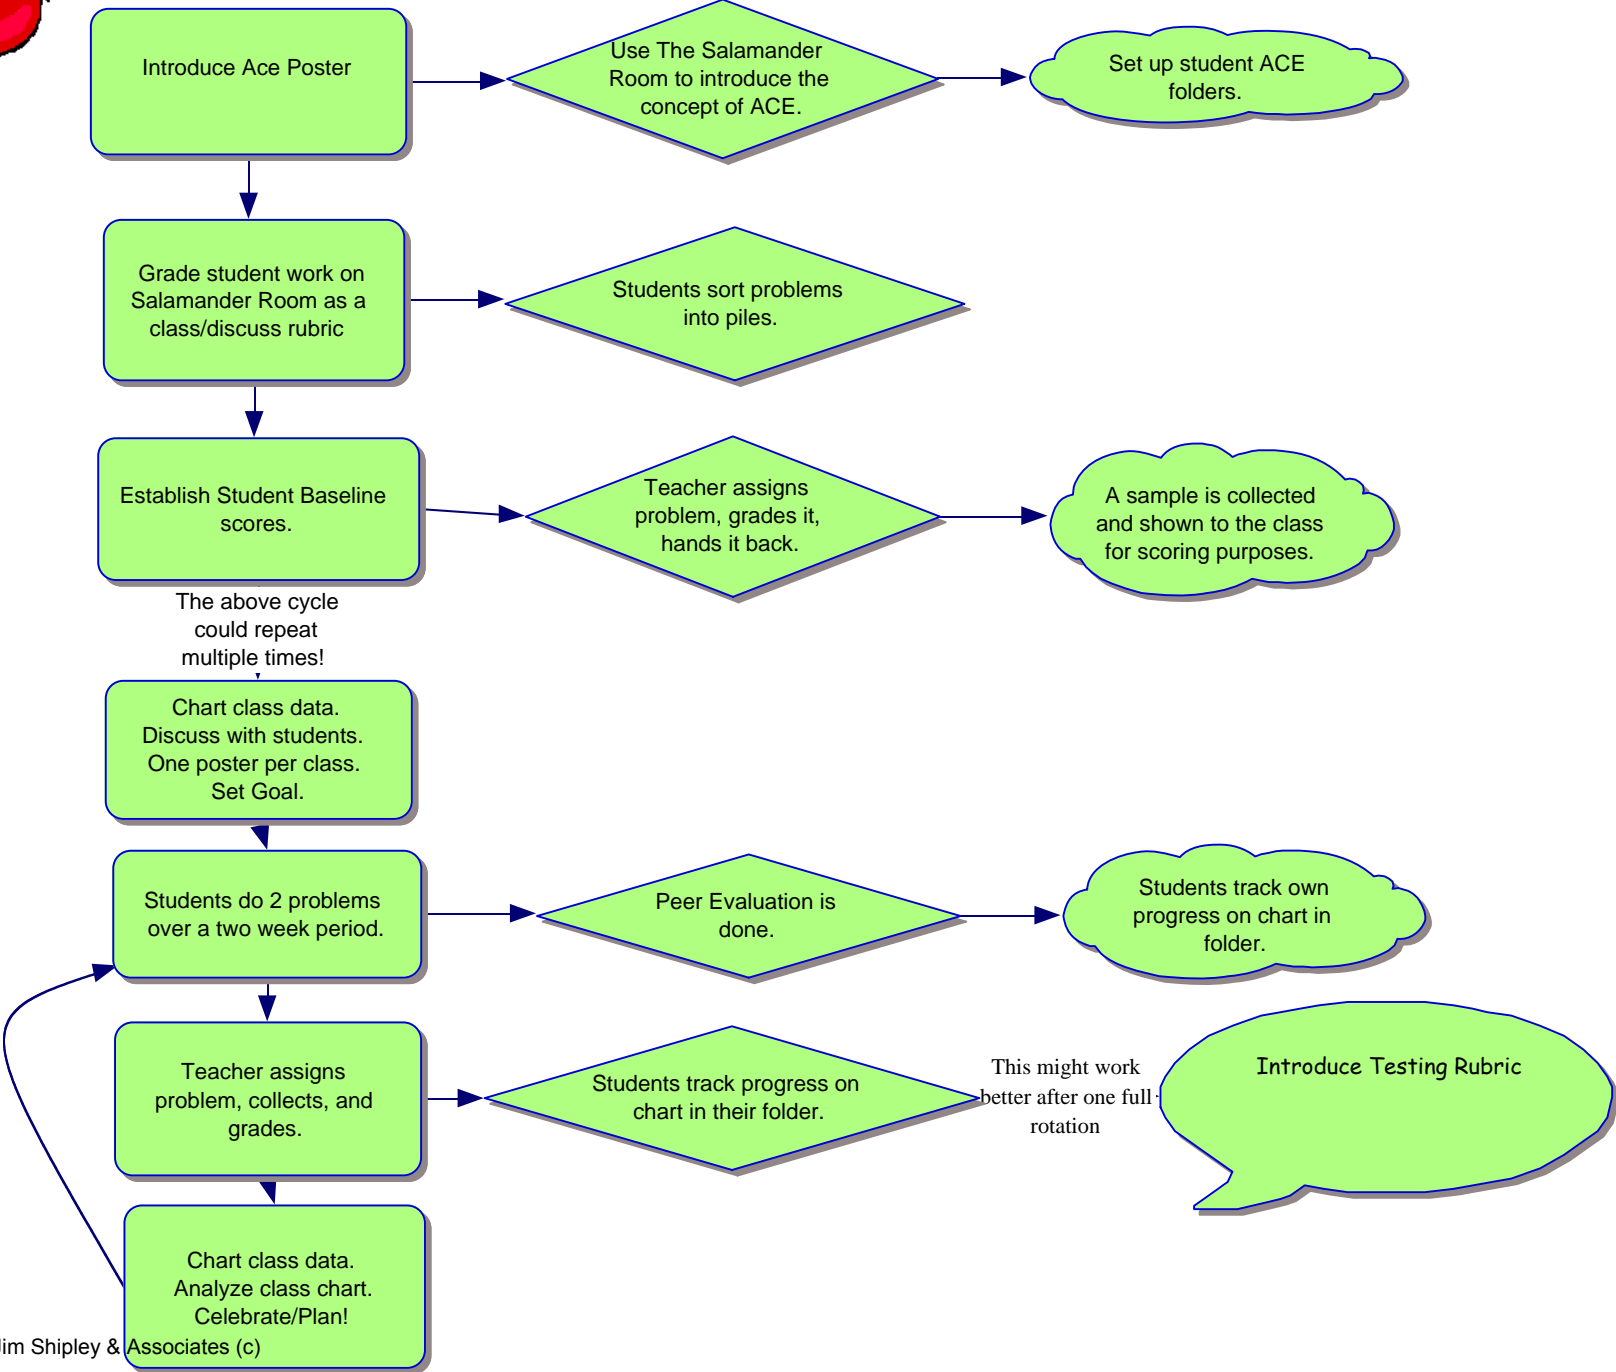 Introduce Ace Poster
Use The Salamander
Room to introduce the
concept of ACE.
Set up student ACE
folders.
Grade student work on
Salamander Room as a
class/discuss rubric
Students sort problems
into piles.
Establish Student Baseline
scores.
Teacher assigns
problem, grades it,
hands it back.
A sample is collected
and shown to the class
for scoring purposes.
The above cycle
could repeat
multiple times!
Chart class data.
Discuss with students.
One poster per class.
Set Goal.
Students do 2 problems
over a two week period.
Peer Evaluation is
done.
Students track own
progress on chart in
folder.
Teacher assigns
problem, collects, and
grades.
Students track progress on
chart in their folder.
This might work
better after one full
rotation
Introduce Testing Rubric
Chart class data.
Analyze class chart.
Celebrate/Plan!
Jim Shipley & Associates (c)